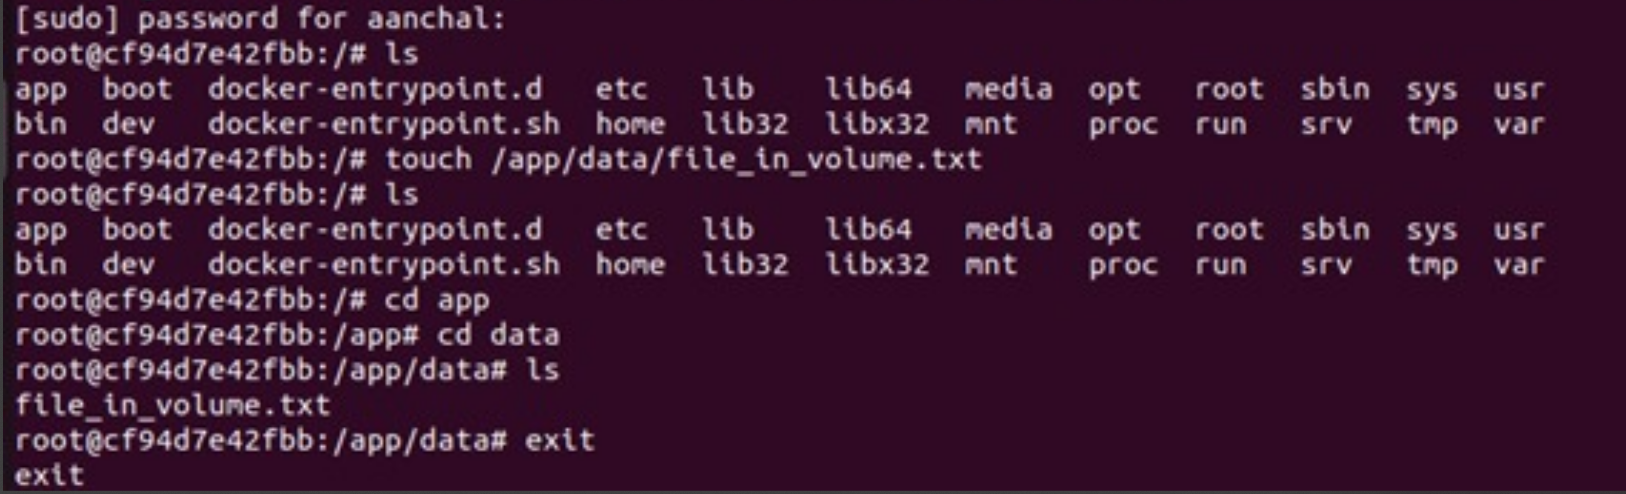 [sudo] password for aanchal:
root@cf94d7e42fbb:/# ls
app  boot  docker-entrypoint.d   etc   lib    lib64   media  opt   root  sbin  sys  usr
bin  dev   docker-entrypoint.sh  home  lib32  libx32  mnt    proc  run   srv   tmp  var
root@cf94d7e42fbb:/# touch /app/data/file_in_volume.txt
root@cf94d7e42fbb:/# ls
app  boot  docker-entrypoint.d   etc   lib    lib64   media  opt   root  sbin  sys  usr
bin  dev   docker-entrypoint.sh  home  lib32  libx32  mnt    proc  run   srv   tmp  var
root@cf94d7e42fbb:/# cd app
root@cf94d7e42fbb:/app# cd data
root@cf94d7e42fbb:/app/data# ls
file_in_volume.txt
root@cf94d7e42fbb:/app/data# exit
exit